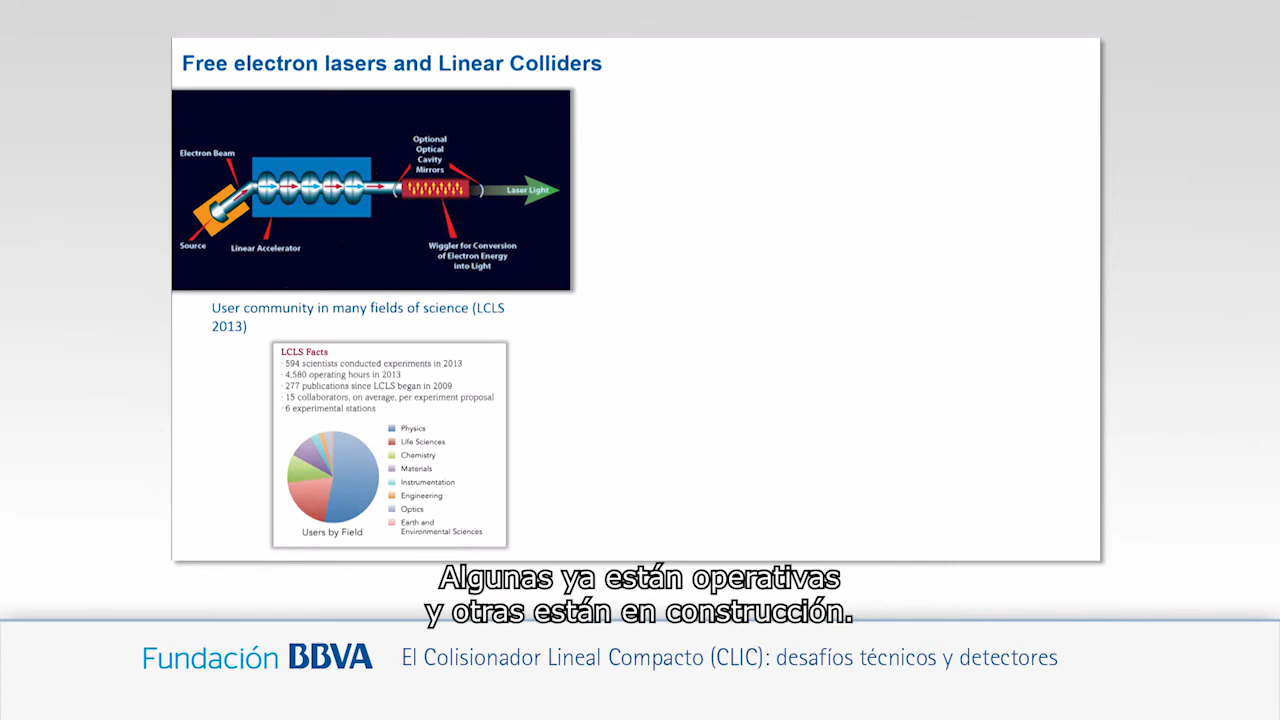 Free electron lasers and Linear Colliders
Optional
Optical
Cavity
Mirrors
Electron Beam
Laser Light
Source
Linear Accelerator
Wiggler for Conversion
of Electron Energy
into Light
User community in many fields of science (LCLS
2013)
LCLS Facts
· 594 scientists conducted experiments in 2013
· 4,580 operating hours in 2013
· 277 publications since LCLS began in 2009
· 15 collaborators, on average, per experiment proposal
· 6 experimental stations
Physics
Life Sciences
Chemistry
Materials
Instrumentation
Engineering
Optics
Earth and
Environmental Sciences
Users by Field
Algunas ya están operativas
y otras están en construcción.
Fundación BBVA
El Colisionador Lineal Compacto (CLIC): desafíos técnicos y detectores